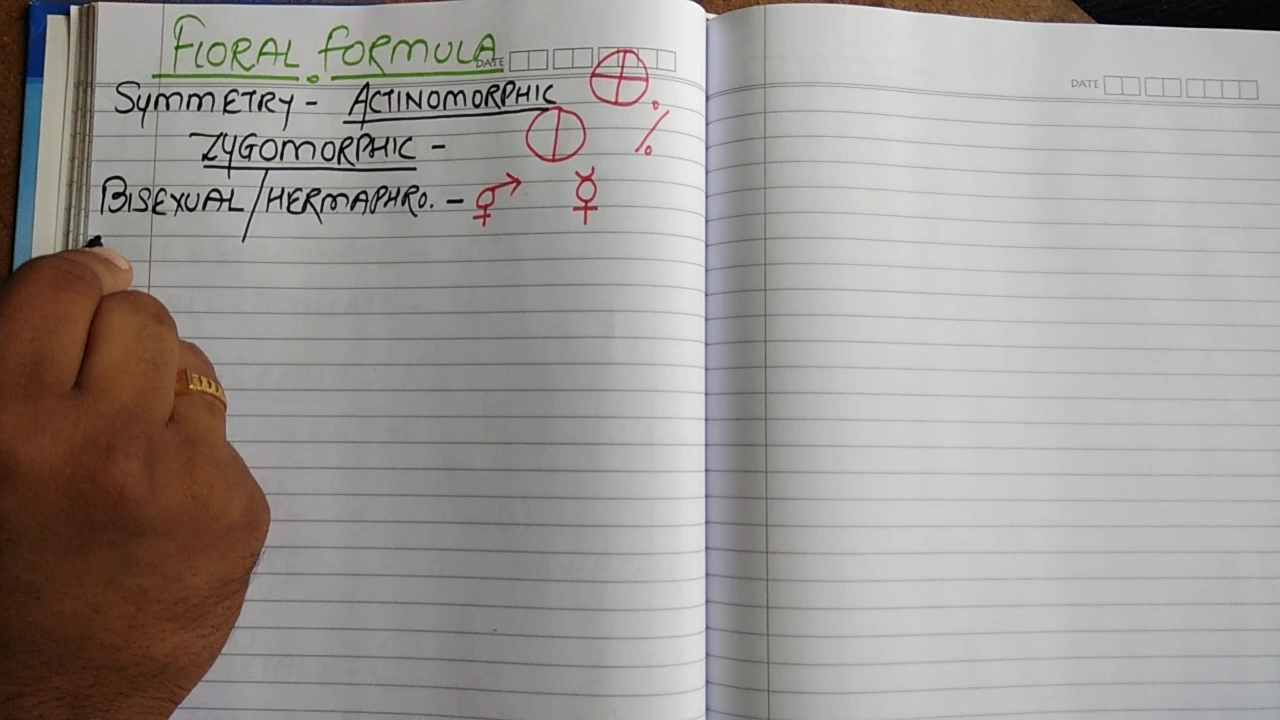 FLORAL FORMULA
DATE
SYMMETRY - ACTINOMORPHIC ⊕
ZYGOMORPHIC - ⦶ %
BISEXUAL/HERMAPHRO. - ⚥ ☿
DATE